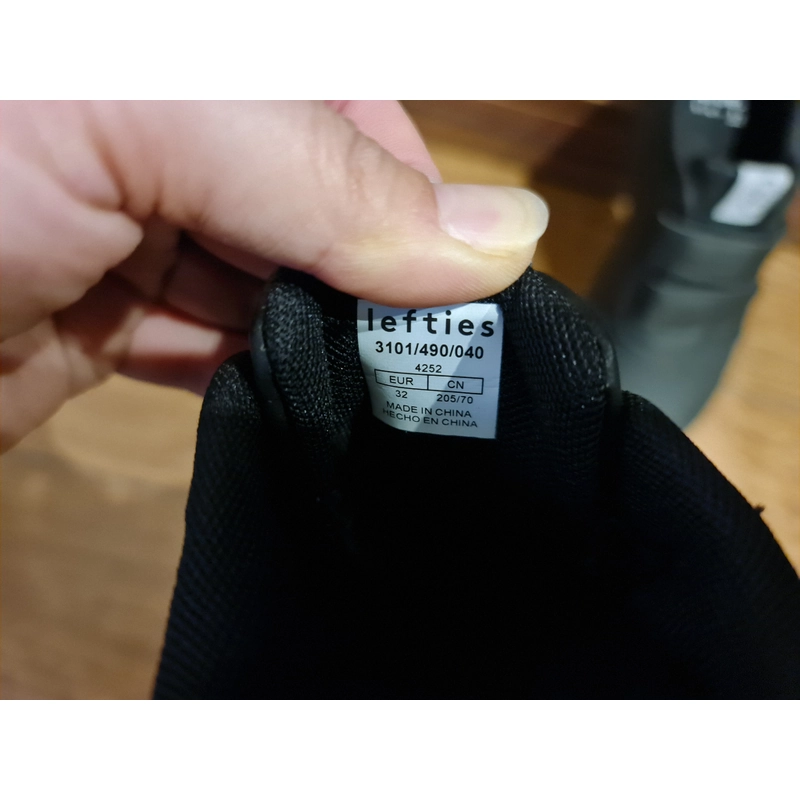 lefties
3101/490/040
4252
EUR CN
32 205/70
MADE IN CHINA
HECHO EN CHINA